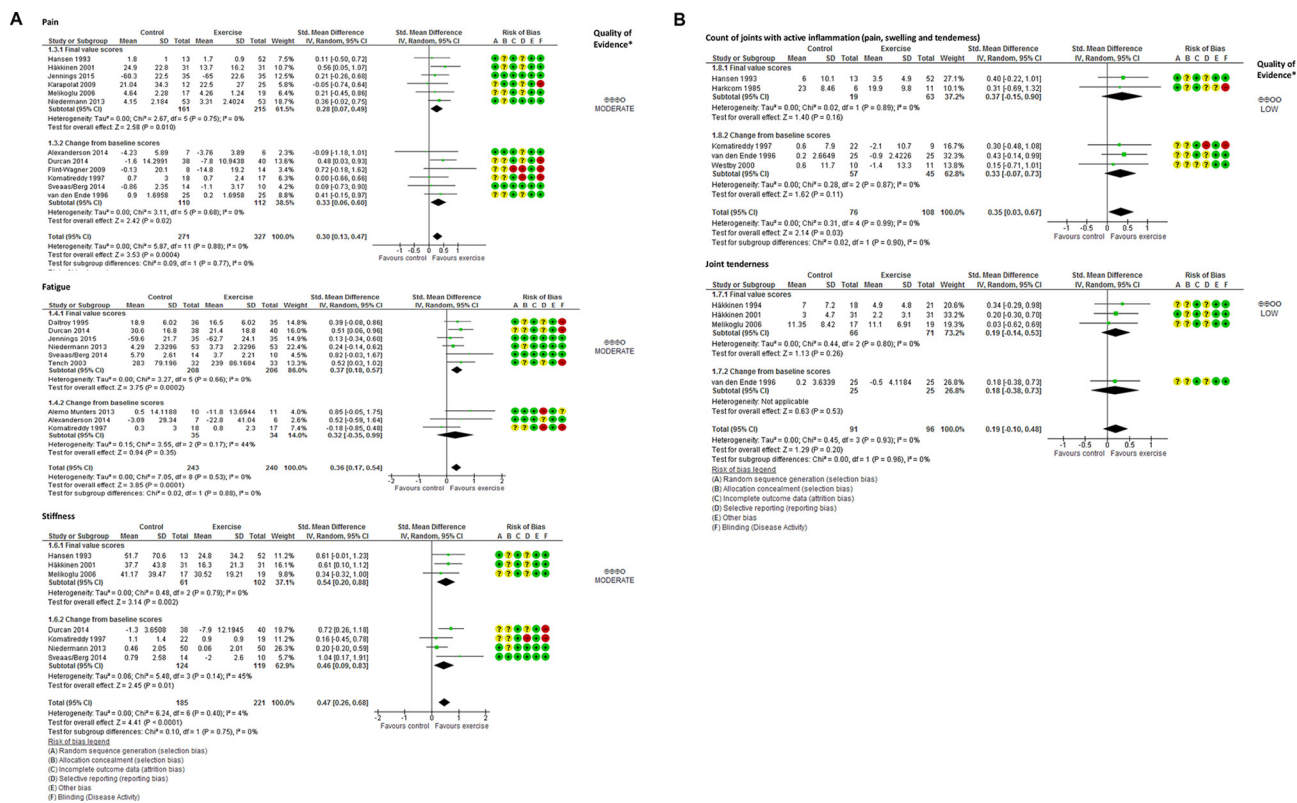 A
Pain
Control Exercise Std. Mean Difference Std. Mean Difference Risk of Bias
Study or Subgroup Mean SD Total Mean SD Total Weight IV, Random, 95% CI IV, Random, 95% CI A B C D E F
Quality of
Evidence*
1.3.1 Final value scores
Hansen 1993 1.8 1 13 1.7 0.9 52 7.5% 0.11 [-0.50, 0.72]
Häkkinen 2001 24.9 22.8 31 13.7 16.2 31 10.7% 0.56 [0.05, 1.07]
Jennings 2015 -60.3 22.5 35 -65 22.6 35 12.6% 0.21 [-0.26, 0.68]
Karapolat 2009 21.04 34.3 12 22.5 27 25 5.8% -0.05 [-0.74, 0.64]
Melikoglu 2006 4.64 2.28 17 4.26 1.24 19 6.4% 0.21 [-0.45, 0.86]
Niedermann 2013 4.15 2.184 53 3.31 2.4024 53 18.7% 0.36 [-0.02, 0.75]
Subtotal (95% CI) 161 215 61.5% 0.28 [0.07, 0.49]
Heterogeneity: Tau² = 0.00; Chi² = 2.67, df = 5 (P = 0.75); I² = 0%
Test for overall effect: Z = 2.58 (P = 0.010)
⊕⊕⊕O
MODERATE
1.3.2 Change from baseline scores
Alexanderson 2014 -4.23 5.89 7 -3.76 3.89 6 2.3% -0.09 [-1.18, 1.01]
Durcan 2014 -1.6 14.2991 38 -7.8 10.9438 40 13.6% 0.48 [0.03, 0.93]
Flint-Wagner 2009 -0.13 20.1 8 -14.8 19.2 14 3.4% 0.72 [-0.18, 1.62]
Komatireddy 1997 0.7 3 18 0.7 3.4 17 6.3% 0.00 [-0.66, 0.66]
Sveaas/Berg 2014 -0.86 2.35 14 -1.1 3.17 10 4.2% 0.09 [-0.73, 0.90]
van den Ende 1996 0.9 1.6958 25 0.2 1.6958 25 8.8% 0.41 [-0.15, 0.97]
Subtotal (95% CI) 110 112 38.5% 0.33 [0.06, 0.60]
Heterogeneity: Tau² = 0.00; Chi² = 3.11, df = 5 (P = 0.68); I² = 0%
Test for overall effect: Z = 2.42 (P = 0.02)
Total (95% CI) 271 327 100.0% 0.30 [0.13, 0.47]
Heterogeneity: Tau² = 0.00; Chi² = 5.87, df = 11 (P = 0.88); I² = 0%
Test for overall effect: Z = 3.53 (P = 0.0004)
Test for subgroup differences: Chi² = 0.09, df = 1 (P = 0.77), I² = 0%
-1 -0.5 0 0.5 1
Favours control Favours exercise
Fatigue
Control Exercise Std. Mean Difference Std. Mean Difference Risk of Bias
Study or Subgroup Mean SD Total Mean SD Total Weight IV, Random, 95% CI IV, Random, 95% CI A B C D E F
1.4.1 Final value scores
Daltroy 1995 18.9 6.02 36 16.5 6.02 35 14.8% 0.39 [-0.08, 0.86]
Durcan 2014 30.6 16.8 38 21.4 18.8 40 15.9% 0.51 [0.06, 0.96]
Jennings 2015 -59.6 21.7 35 -62.7 24.1 35 14.8% 0.13 [-0.34, 0.60]
Niedermann 2013 4.29 2.3296 53 3.73 2.3296 53 22.2% 0.24 [-0.14, 0.62]
Sveaas/Berg 2014 5.79 2.61 14 3.7 2.21 10 4.5% 0.82 [-0.03, 1.67]
Tench 2003 283 79.196 32 239 86.1684 33 13.3% 0.52 [0.03, 1.02]
Subtotal (95% CI) 208 206 86.0% 0.37 [0.18, 0.57]
Heterogeneity: Tau² = 0.00; Chi² = 3.27, df = 5 (P = 0.66); I² = 0%
Test for overall effect: Z = 3.75 (P = 0.0002)
⊕⊕⊕O
MODERATE
1.4.2 Change from baseline scores
Alemo Munters 2013 0.5 14.1188 10 -11.8 13.6944 11 4.0% 0.85 [-0.05, 1.75]
Alexanderson 2014 -3.09 29.34 7 -22.8 41.04 6 2.6% 0.52 [-0.59, 1.64]
Komatireddy 1997 0.3 3 18 0.8 2.3 17 7.4% -0.18 [-0.85, 0.48]
Subtotal (95% CI) 35 34 14.0% 0.32 [-0.35, 0.99]
Heterogeneity: Tau² = 0.15; Chi² = 3.55, df = 2 (P = 0.17); I² = 44%
Test for overall effect: Z = 0.94 (P = 0.35)
Total (95% CI) 243 240 100.0% 0.36 [0.17, 0.54]
Heterogeneity: Tau² = 0.00; Chi² = 7.05, df = 8 (P = 0.53); I² = 0%
Test for overall effect: Z = 3.85 (P = 0.0001)
Test for subgroup differences: Chi² = 0.02, df = 1 (P = 0.88), I² = 0%
-2 -1 0 1 2
Favours control Favours exercise
Stiffness
Control Exercise Std. Mean Difference Std. Mean Difference Risk of Bias
Study or Subgroup Mean SD Total Mean SD Total Weight IV, Random, 95% CI IV, Random, 95% CI A B C D E F
1.6.1 Final value scores
Hansen 1993 51.7 70.6 13 24.8 34.2 52 11.2% 0.61 [-0.01, 1.23]
Häkkinen 2001 37.7 43.8 31 16.3 21.3 31 16.1% 0.61 [0.10, 1.12]
Melikoglu 2006 41.17 39.47 17 30.52 19.21 19 9.8% 0.34 [-0.32, 1.00]
Subtotal (95% CI) 61 102 37.1% 0.54 [0.20, 0.88]
Heterogeneity: Tau² = 0.00; Chi² = 0.48, df = 2 (P = 0.79); I² = 0%
Test for overall effect: Z = 3.14 (P = 0.002)
⊕⊕⊕O
MODERATE
1.6.2 Change from baseline scores
Durcan 2014 -1.3 3.6508 38 -7.9 12.1945 40 19.7% 0.72 [0.26, 1.18]
Komatireddy 1997 1.1 1.4 22 0.9 0.9 19 11.2% 0.16 [-0.45, 0.78]
Niedermann 2013 0.46 2.05 50 0.06 2.01 50 26.3% 0.20 [-0.20, 0.59]
Sveaas/Berg 2014 0.79 2.58 14 -2 2.6 10 5.7% 1.04 [0.17, 1.91]
Subtotal (95% CI) 124 119 62.9% 0.46 [0.09, 0.83]
Heterogeneity: Tau² = 0.06; Chi² = 5.48, df = 3 (P = 0.14); I² = 45%
Test for overall effect: Z = 2.45 (P = 0.01)
Total (95% CI) 185 221 100.0% 0.47 [0.26, 0.68]
Heterogeneity: Tau² = 0.00; Chi² = 6.24, df = 6 (P = 0.40); I² = 4%
Test for overall effect: Z = 4.41 (P < 0.0001)
Test for subgroup differences: Chi² = 0.10, df = 1 (P = 0.75), I² = 0%
-2 -1 0 1 2
Favours control Favours exercise
Risk of bias legend
(A) Random sequence generation (selection bias)
(B) Allocation concealment (selection bias)
(C) Incomplete outcome data (attrition bias)
(D) Selective reporting (reporting bias)
(E) Other bias
(F) Blinding (Disease Activity)
B
Count of joints with active inflammation (pain, swelling and tenderness)
Control Exercise Std. Mean Difference Std. Mean Difference Risk of Bias
Study or Subgroup Mean SD Total Mean SD Total Weight IV, Random, 95% CI IV, Random, 95% CI A B C D E F
Quality of
Evidence*
1.8.1 Final value scores
Hansen 1993 6 10.1 13 3.5 4.9 52 27.1% 0.40 [-0.22, 1.01]
Harkcom 1985 23 8.46 6 19.9 9.8 11 10.1% 0.31 [-0.69, 1.32]
Subtotal (95% CI) 19 63 37.2% 0.37 [-0.15, 0.90]
Heterogeneity: Tau² = 0.00; Chi² = 0.02, df = 1 (P = 0.89); I² = 0%
Test for overall effect: Z = 1.40 (P = 0.16)
⊕⊕OO
LOW
1.8.2 Change from baseline scores
Komatireddy 1997 0.6 7.9 22 -2.1 10.7 9 16.7% 0.30 [-0.48, 1.08]
van den Ende 1996 0.2 2.6649 25 -0.9 2.4226 25 32.3% 0.43 [-0.14, 0.99]
Westby 2000 0.6 11.7 10 -1.4 13.3 11 13.8% 0.15 [-0.71, 1.01]
Subtotal (95% CI) 57 45 62.8% 0.33 [-0.07, 0.73]
Heterogeneity: Tau² = 0.00; Chi² = 0.28, df = 2 (P = 0.87); I² = 0%
Test for overall effect: Z = 1.62 (P = 0.11)
Total (95% CI) 76 108 100.0% 0.35 [0.03, 0.67]
Heterogeneity: Tau² = 0.00; Chi² = 0.31, df = 4 (P = 0.99); I² = 0%
Test for overall effect: Z = 2.14 (P = 0.03)
Test for subgroup differences: Chi² = 0.02, df = 1 (P = 0.90), I² = 0%
-2 -1 0 1 2
Favours control Favours exercise
Joint tenderness
Control Exercise Std. Mean Difference Std. Mean Difference Risk of Bias
Study or Subgroup Mean SD Total Mean SD Total Weight IV, Random, 95% CI IV, Random, 95% CI A B C D E F
1.7.1 Final value scores
Häkkinen 1994 7 7.2 18 4.9 4.8 21 20.6% 0.34 [-0.29, 0.98]
Häkkinen 2001 3 4.7 31 2.2 3.1 31 33.3% 0.20 [-0.30, 0.70]
Melikoglu 2006 11.35 8.42 17 11.1 6.91 19 19.3% 0.03 [-0.62, 0.69]
Subtotal (95% CI) 66 71 73.2% 0.19 [-0.14, 0.53]
Heterogeneity: Tau² = 0.00; Chi² = 0.44, df = 2 (P = 0.80); I² = 0%
Test for overall effect: Z = 1.13 (P = 0.26)
⊕⊕OO
LOW
1.7.2 Change from baseline scores
van den Ende 1996 0.2 3.6339 25 -0.5 4.1184 25 26.8% 0.18 [-0.38, 0.73]
Subtotal (95% CI) 25 25 26.8% 0.18 [-0.38, 0.73]
Heterogeneity: Not applicable
Test for overall effect: Z = 0.63 (P = 0.53)
Total (95% CI) 91 96 100.0% 0.19 [-0.10, 0.48]
Heterogeneity: Tau² = 0.00; Chi² = 0.45, df = 3 (P = 0.93); I² = 0%
Test for overall effect: Z = 1.29 (P = 0.20)
Test for subgroup differences: Chi² = 0.00, df = 1 (P = 0.96), I² = 0%
-2 -1 0 1 2
Favours control Favours exercise
Risk of bias legend
(A) Random sequence generation (selection bias)
(B) Allocation concealment (selection bias)
(C) Incomplete outcome data (attrition bias)
(D) Selective reporting (reporting bias)
(E) Other bias
(F) Blinding (Disease Activity)